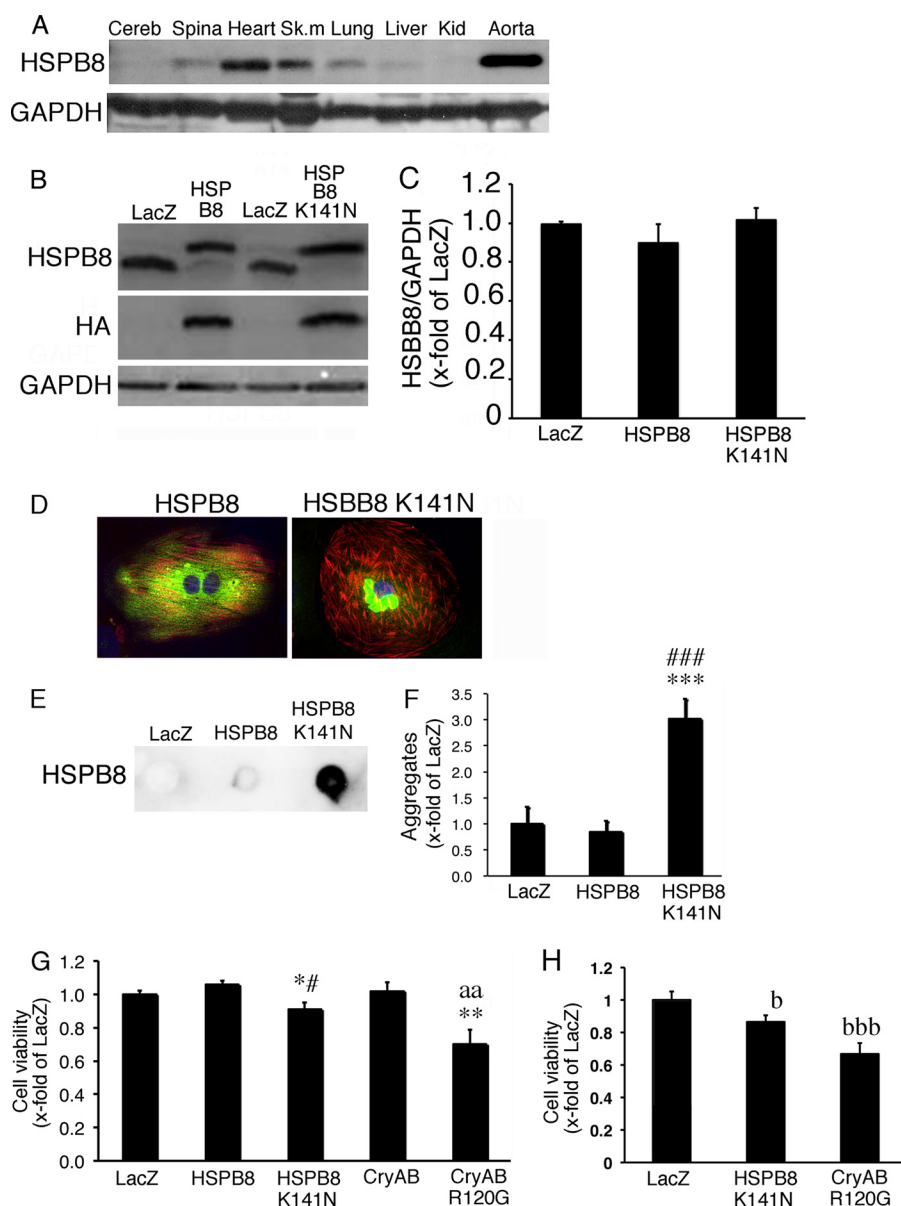 A
Cereb Spina Heart Sk.m Lung Liver Kid Aorta
HSPB8
GAPDH
B
LacZ
HSP
B8
LacZ
HSP
B8
K141N
HSPB8
HA
GAPDH
C
HSBB8/GAPDH
(x-fold of LacZ)
1.2
1.0
0.8
0.6
0.4
1.2
0
LacZ
HSPB8
HSPB8
K141N
D
HSPB8
HSBB8 K141N
E
LacZ
HSPB8
HSPB8
K141N
HSPB8
F
Aggregates
(x-fold of LacZ)
3.5
3.0
2.5
2.0
1.5
1.0
0.5
0.0
###
***
LacZ
HSPB8
HSPB8
K141N
G
Cell viability
(x-fold of LacZ)
1.2
1.0
0.8
0.6
0.4
0.2
0.0
*#
aa
**
LacZ
HSPB8
HSPB8
K141N
CryAB
CryAB
R120G
H
Cell viability
(x-fold of LacZ)
1.2
1
0.8
0.6
0.4
0.2
0
b
bbb
LacZ
HSPB8
K141N
CryAB
R120G